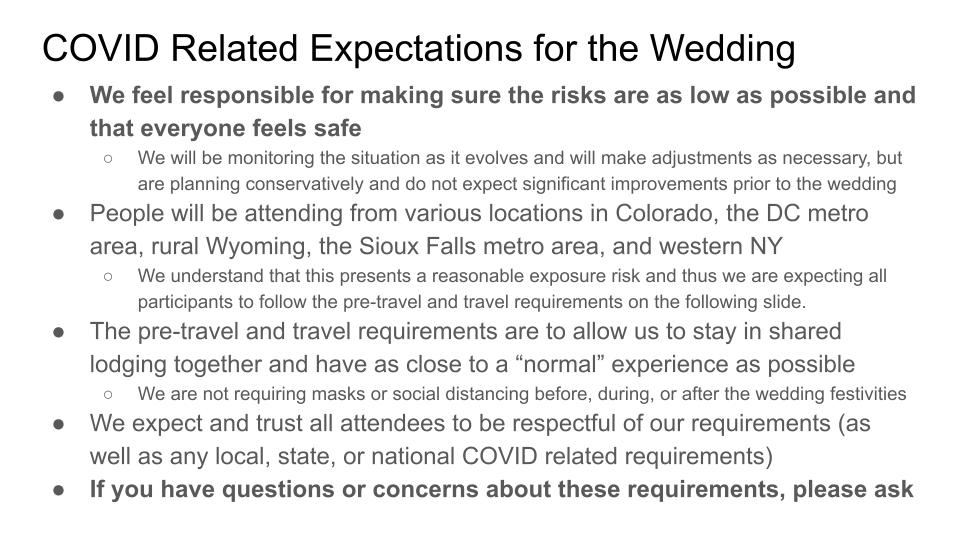 COVID Related Expectations for the Wedding
● We feel responsible for making sure the risks are as low as possible and
that everyone feels safe
○ We will be monitoring the situation as it evolves and will make adjustments as necessary, but
are planning conservatively and do not expect significant improvements prior to the wedding
● People will be attending from various locations in Colorado, the DC metro
area, rural Wyoming, the Sioux Falls metro area, and western NY
○ We understand that this presents a reasonable exposure risk and thus we are expecting all
participants to follow the pre-travel and travel requirements on the following slide.
● The pre-travel and travel requirements are to allow us to stay in shared
lodging together and have as close to a “normal” experience as possible
○ We are not requiring masks or social distancing before, during, or after the wedding festivities
● We expect and trust all attendees to be respectful of our requirements (as
well as any local, state, or national COVID related requirements)
● If you have questions or concerns about these requirements, please ask